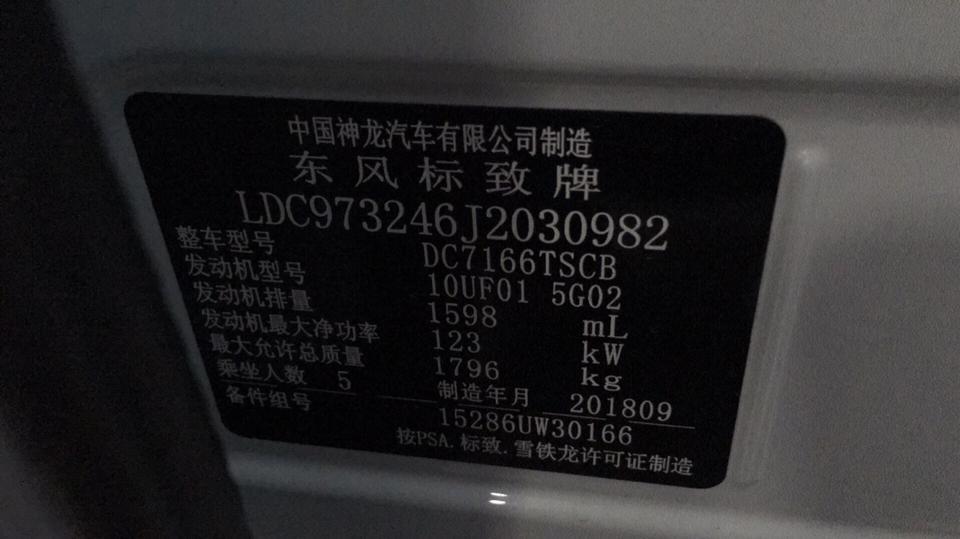 中国神龙汽车有限公司制造
东风标致牌
LDC973246J2030982
整车型号 DC7166TSCB
发动机型号 10UF01 5G02
发动机排量 1598 mL
发动机最大净功率 123 kW
最大允许总质量 1796 kg
乘坐人数 5 制造年月 201809
备件组号 15286UW30166
按PSA.标致.雪铁龙许可证制造